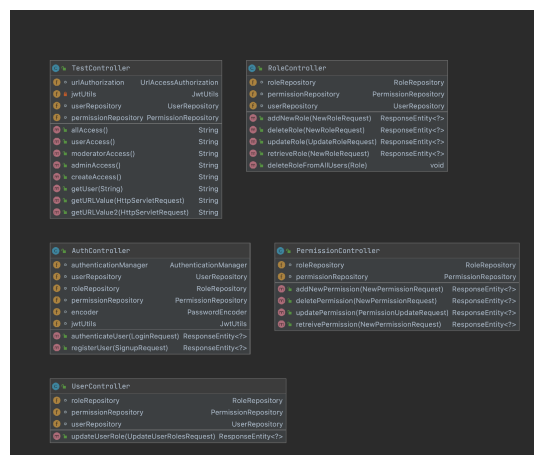 TestController
urlAuthorization UrlAccessAuthorization
jwtUtils JwtUtils
userRepository UserRepository
permissionRepository PermissionRepository
allAccess() String
userAccess() String
moderatorAccess() String
adminAccess() String
createAccess() String
getUser(String) String
getURLValue(HttpServletRequest) String
getURLValue2(HttpServletRequest) String
RoleController
roleRepository RoleRepository
permissionRepository PermissionRepository
userRepository UserRepository
addNewRole(NewRoleRequest) ResponseEntity<?>
deleteRole(NewRoleRequest) ResponseEntity<?>
updateRole(UpdateRoleRequest) ResponseEntity<?>
retrieveRole(NewRoleRequest) ResponseEntity<?>
deleteRoleFromAllUsers(Role) void
AuthController
authenticationManager AuthenticationManager
userRepository UserRepository
roleRepository RoleRepository
permissionRepository PermissionRepository
encoder PasswordEncoder
jwtUtils JwtUtils
authenticateUser(LoginRequest) ResponseEntity<?>
registerUser(SignupRequest) ResponseEntity<?>
PermissionController
roleRepository RoleRepository
permissionRepository PermissionRepository
addNewPermission(NewPermissionRequest) ResponseEntity<?>
deletePermission(NewPermissionRequest) ResponseEntity<?>
updatePermission(PermissionUpdateRequest) ResponseEntity<?>
retreivePermission(NewPermissionRequest) ResponseEntity<?>
UserController
roleRepository RoleRepository
permissionRepository PermissionRepository
userRepository UserRepository
updateUserRole(UpdateUserRolesRequest) ResponseEntity<?>